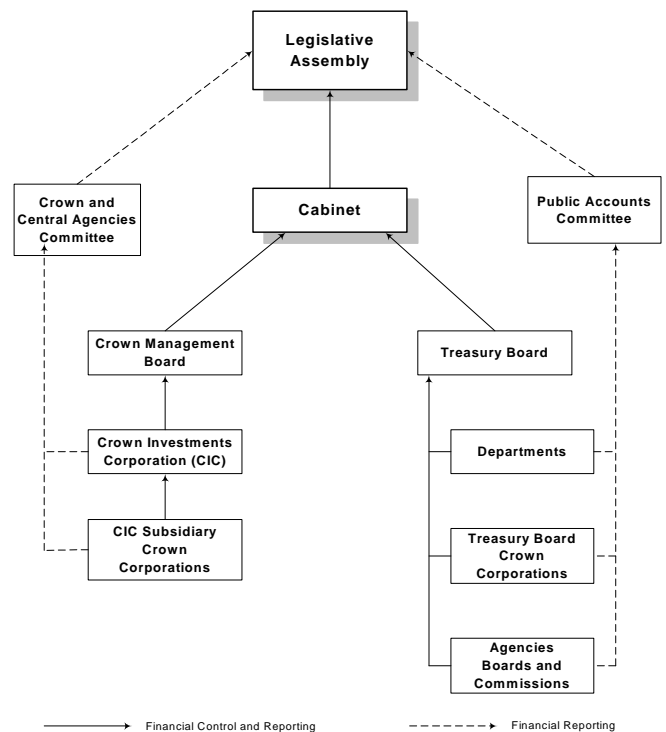 Legislative
Assembly
Crown and
Central Agencies
Committee
Cabinet
Public Accounts
Committee
Crown Management
Board
Treasury Board
Crown Investments
Corporation (CIC)
Departments
CIC Subsidiary
Crown
Corporations
Treasury Board
Crown
Corporations
Agencies
Boards and
Commissions
Financial Control and Reporting
Financial Reporting